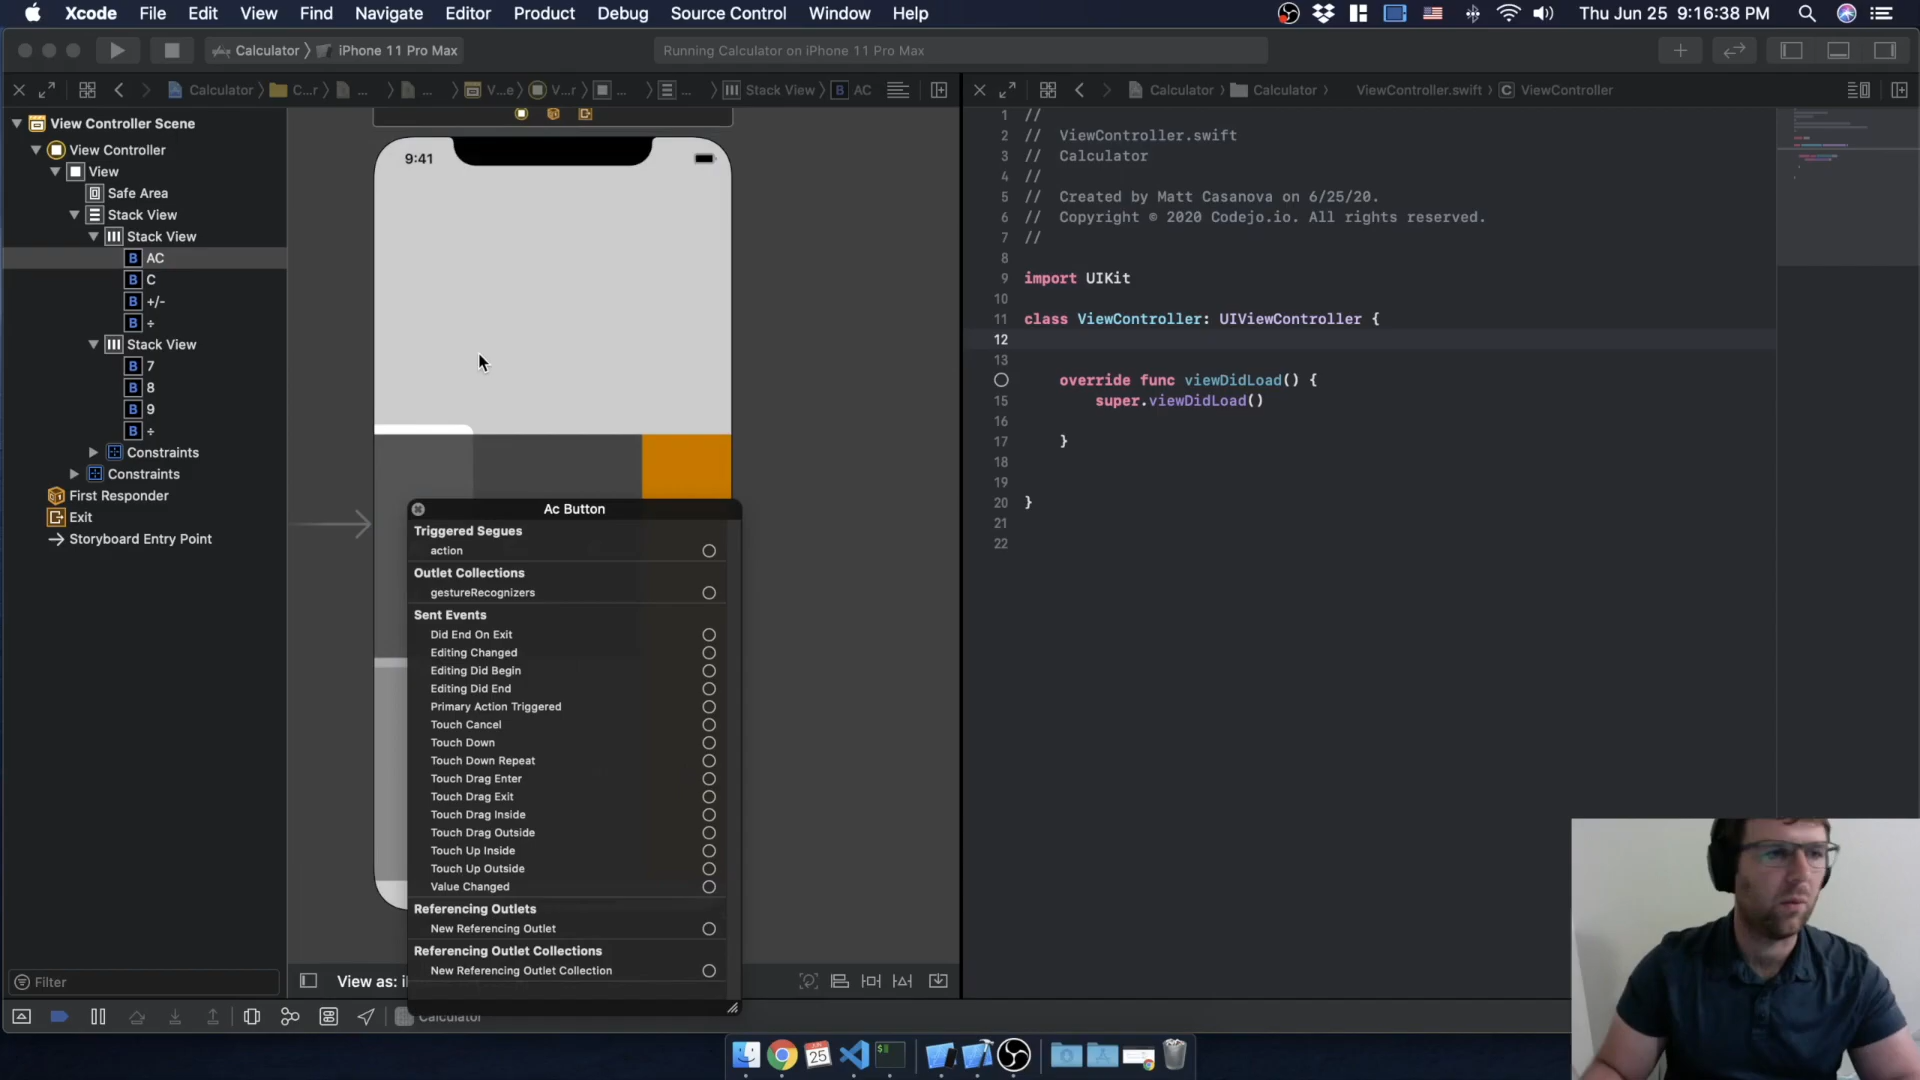 Xcode File Edit View Find Navigate Editor Product Debug Source Control Window Help
Thu Jun 25 9:16:38 PM
Calculator iPhone 11 Pro Max
Running Calculator on iPhone 11 Pro Max
Calculator C...r ... ... V...e V...r ... ... Stack View B AC
Calculator Calculator ViewController.swift C ViewController
View Controller Scene
View Controller
View
Safe Area
Stack View
Stack View
B AC
B C
B +/-
B ÷
Stack View
B 7
B 8
B 9
B ÷
Constraints
Constraints
First Responder
Exit
Storyboard Entry Point
Filter
9:41
Ac Button
Triggered Segues
action
Outlet Collections
gestureRecognizers
Sent Events
Did End On Exit
Editing Changed
Editing Did Begin
Editing Did End
Primary Action Triggered
Touch Cancel
Touch Down
Touch Down Repeat
Touch Drag Enter
Touch Drag Exit
Touch Drag Inside
Touch Drag Outside
Touch Up Inside
Touch Up Outside
Value Changed
Referencing Outlets
New Referencing Outlet
Referencing Outlet Collections
New Referencing Outlet Collection
View as: i
Calculator
1 //
2 // ViewController.swift
3 // Calculator
4 //
5 // Created by Matt Casanova on 6/25/20.
6 // Copyright © 2020 Codejo.io. All rights reserved.
7 //
8
9 import UIKit
10
11 class ViewController: UIViewController {
12
13
override func viewDidLoad() {
15 super.viewDidLoad()
16
17 }
18
19
20 }
21
22
25